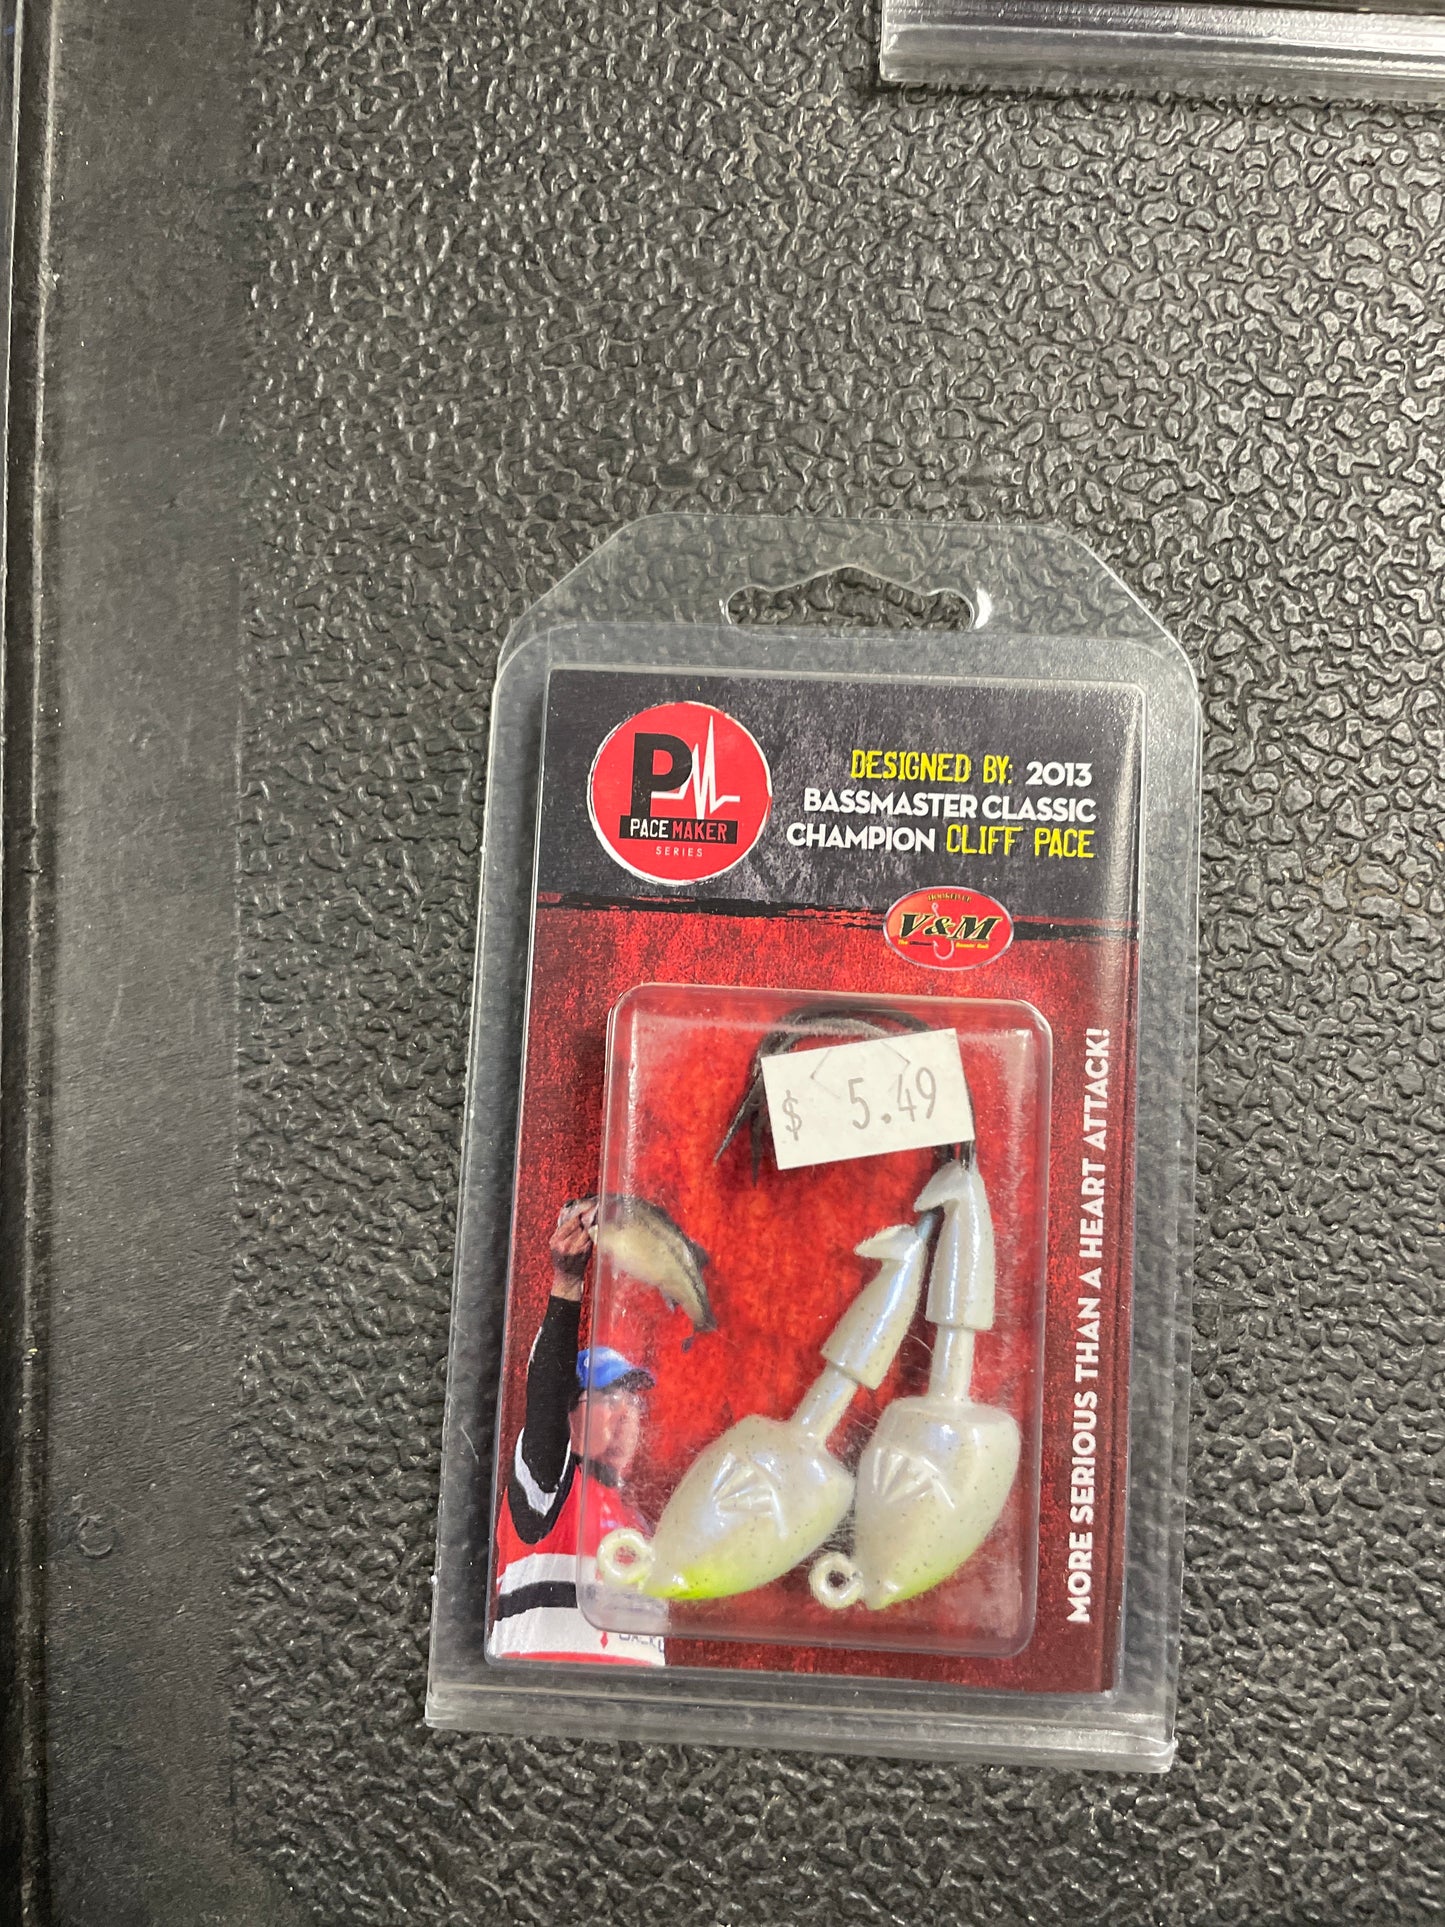 P
PACE MAKER
SERIES
DESIGNED BY: 2013
BASSMASTER CLASSIC
CHAMPION CLIFF PACE
V&M
$ 5.49
MORE SERIOUS THAN A HEART ATTACK!